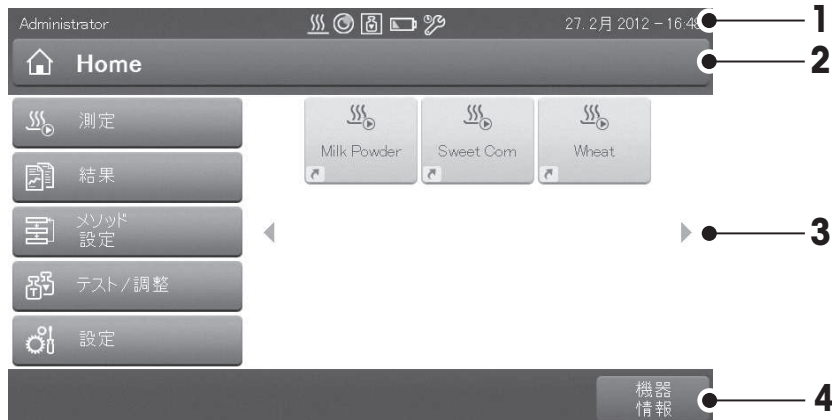 Administrator 27. 2月 2012 – 16:48 1
Home 2
測定
結果
メソッド
設定
テスト/調整
設定
Milk Powder Sweet Corn Wheat
3
機器
情報
4